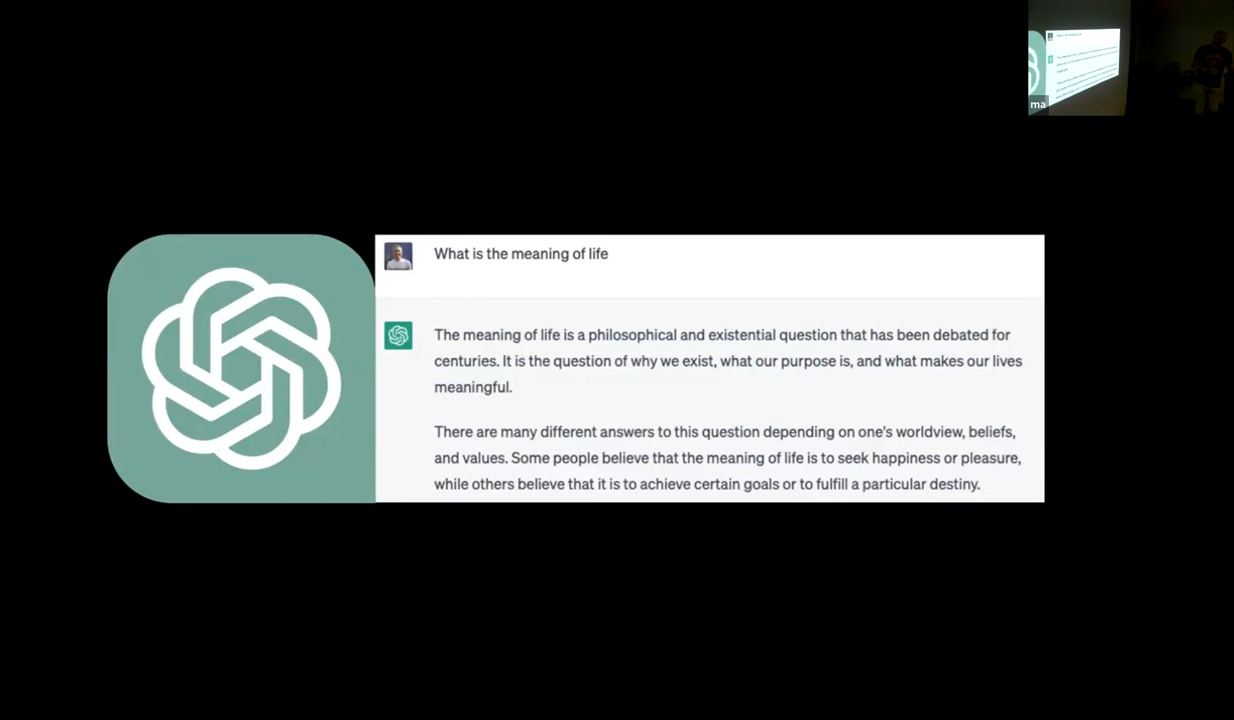 ma
What is the meaning of life
The meaning of life is a philosophical and existential question that has been debated for
centuries. It is the question of why we exist, what our purpose is, and what makes our lives
meaningful.
There are many different answers to this question depending on one's worldview, beliefs,
and values. Some people believe that the meaning of life is to seek happiness or pleasure,
while others believe that it is to achieve certain goals or to fulfill a particular destiny.